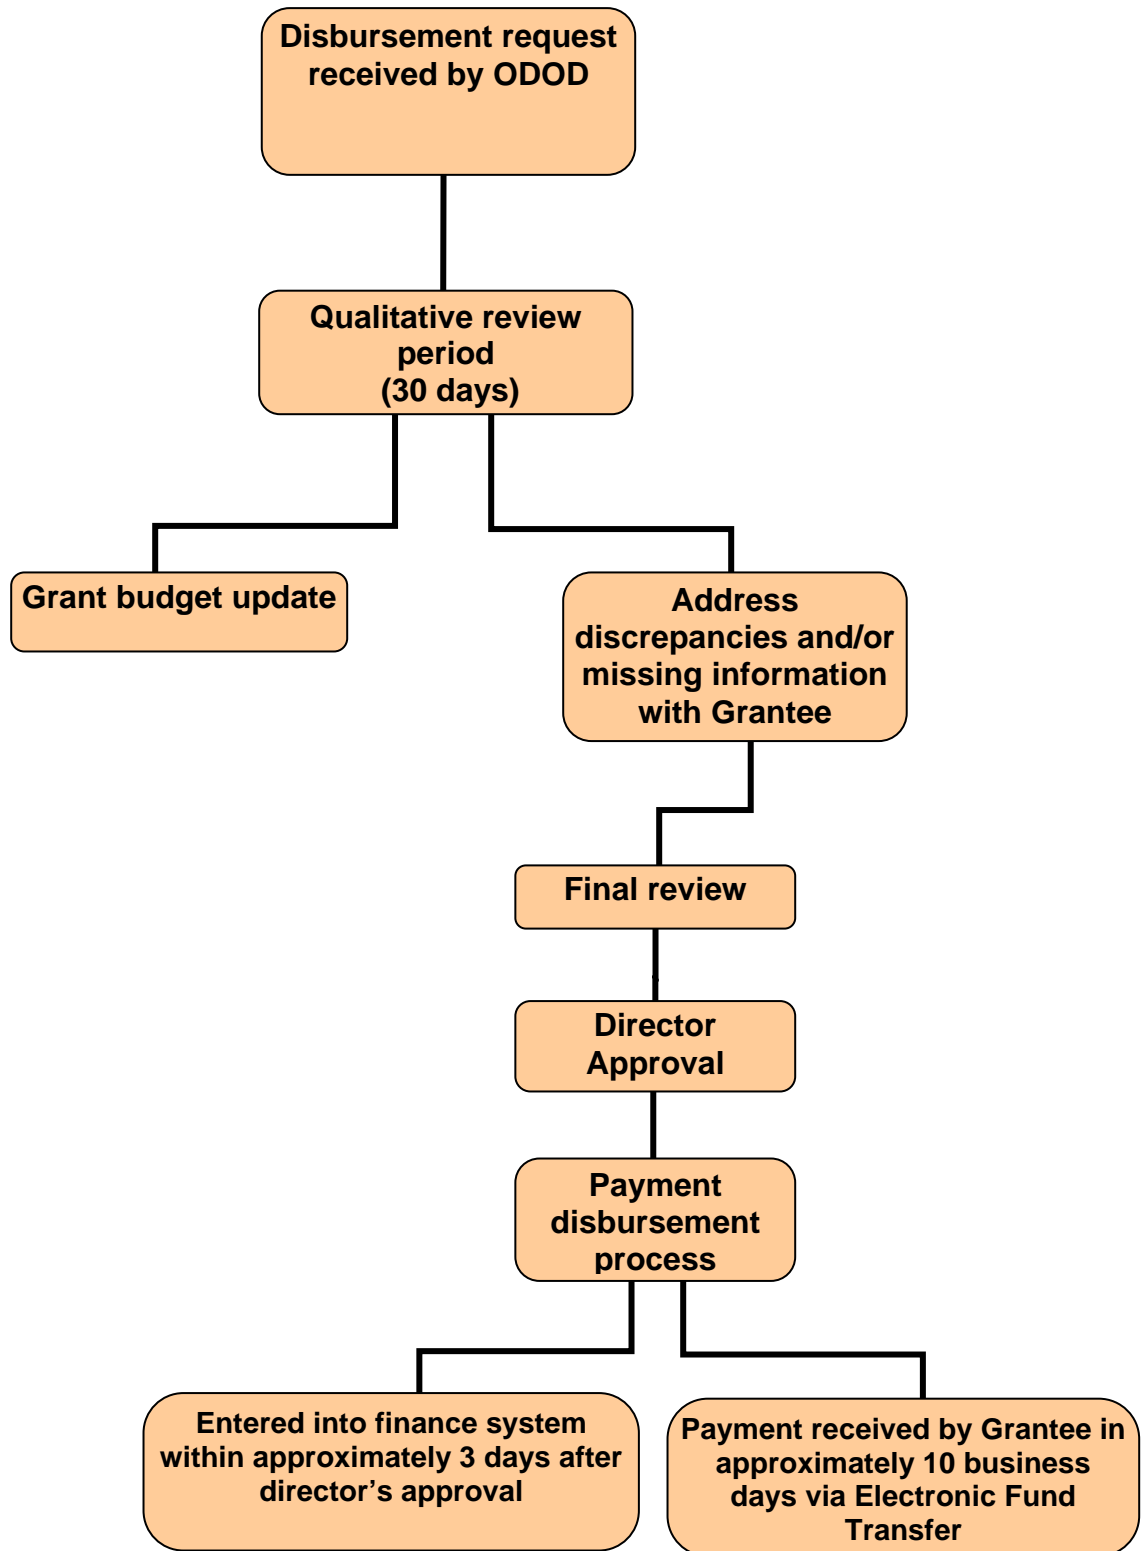 Disbursement request
received by ODOD
Qualitative review
period
(30 days)
Grant budget update
Address
discrepancies and/or
missing information
with Grantee
Final review
Director
Approval
Payment
disbursement
process
Entered into finance system
within approximately 3 days after
director’s approval
Payment received by Grantee in
approximately 10 business
days via Electronic Fund
Transfer